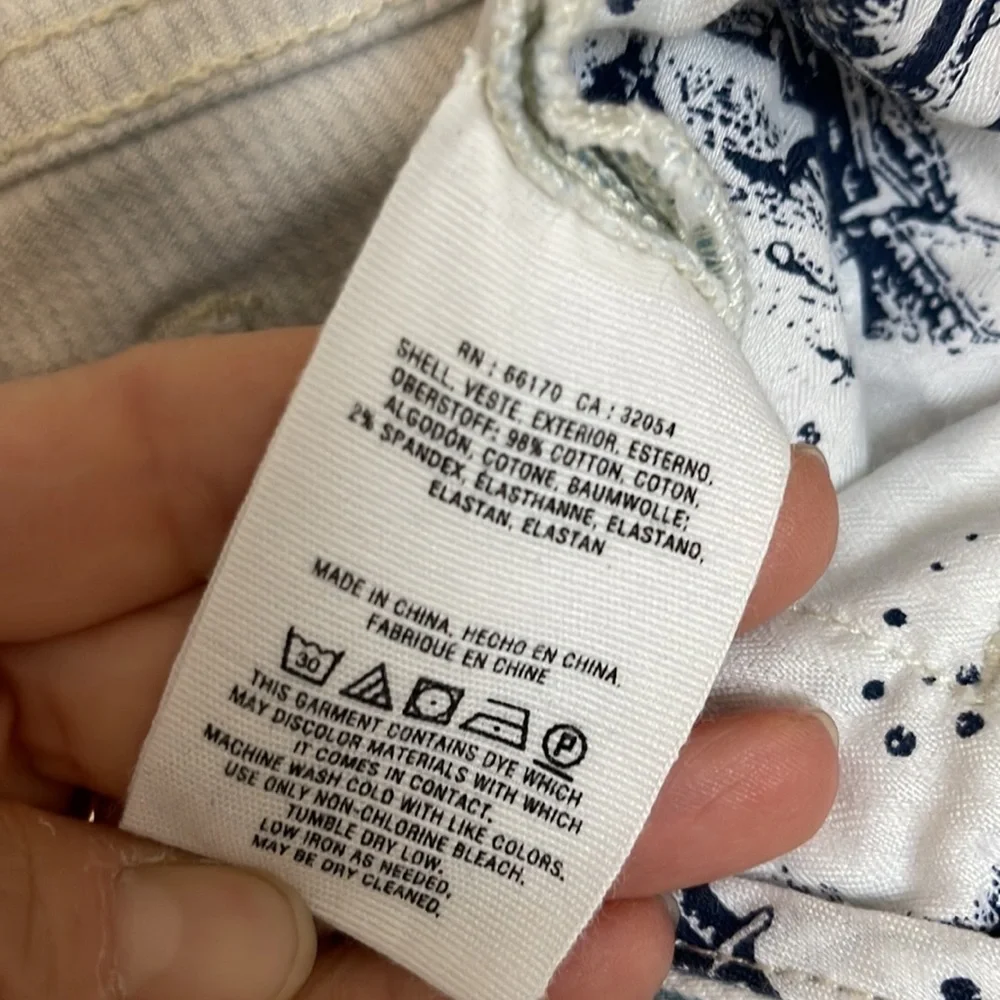 RN : 66170 CA : 32054
SHELL, VESTE, EXTERIOR, ESTERNO,
OBERSTOFF: 98% COTTON, COTON,
ALGODÓN, COTONE, BAUMWOLLE;
2% SPANDEX, ÉLASTHANNE, ELASTANO,
ELASTAN, ELASTAN
MADE IN CHINA, HECHO EN CHINA,
FABRIQUÉ EN CHINE
30
P
THIS GARMENT CONTAINS DYE WHICH
MAY DISCOLOR MATERIALS WITH WHICH
IT COMES IN CONTACT.
MACHINE WASH COLD WITH LIKE COLORS.
USE ONLY NON-CHLORINE BLEACH.
TUMBLE DRY LOW.
LOW IRON AS NEEDED.
MAY BE DRY CLEANED.